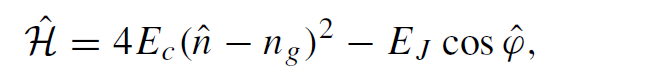 Ĥ = 4E_c(n̂ − n_g)² − E_J cos φ̂,